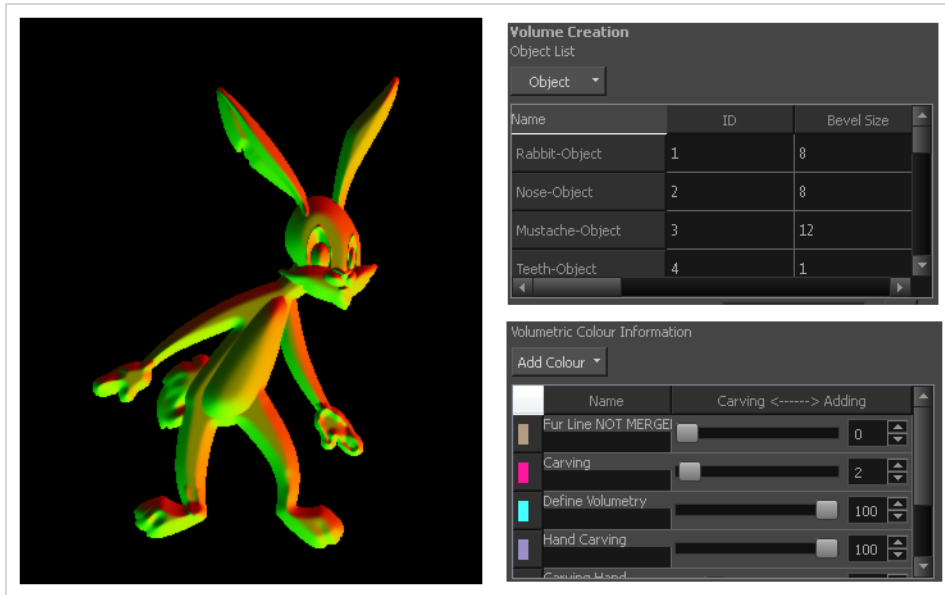 Volume Creation
Object List
Object
Name ID Bevel Size
Rabbit-Object 1 8
Nose-Object 2 8
Mustache-Object 3 12
Teeth-Object 4 1
Volumetric Colour Information
Add Colour
Name Carving <------> Adding
Fur Line NOT MERGE 0
Carving 2
Define Volumetry 100
Hand Carving 100
Carving Hand